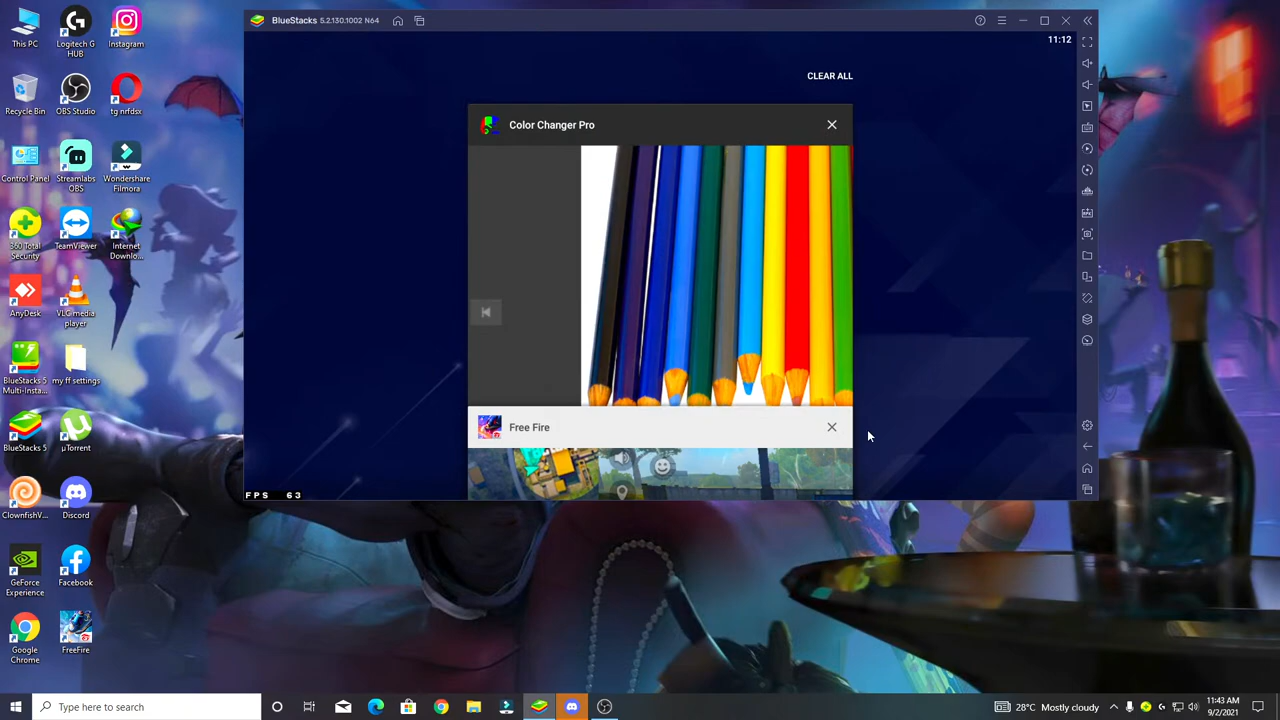 BlueStacks 5.2.130.1002 N64
11:12
CLEAR ALL
Color Changer Pro
Free Fire
FPS 63
This PC
Logitech G
HUB
Instagram
Recycle Bin
OBS Studio
tg nrfdsx
Control Panel
Streamlabs
OBS
Wondershare
Filmora
360 Total
Security
TeamViewer
Internet
Downlo...
AnyDesk
VLC media
player
BlueStacks 5
Multi-Insta...
my ff settings
BlueStacks 5
µTorrent
ClownfishV...
Discord
GeForce
Experience
Facebook
Google
Chrome
FreeFire
Type here to search
28°C Mostly cloudy
11:43 AM
9/2/2021